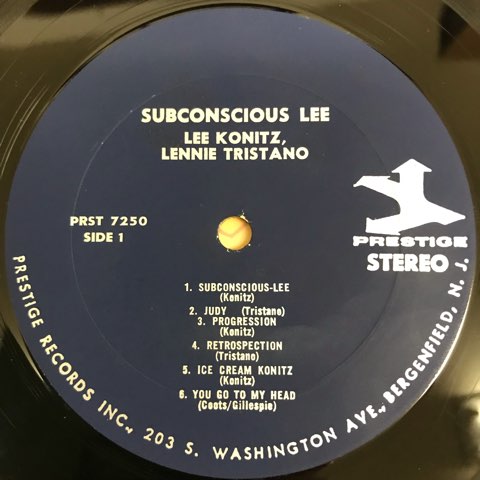 SUBCONSCIOUS LEE
LEE KONITZ,
LENNIE TRISTANO
PRST 7250
SIDE 1
PRESTIGE
STEREO
1. SUBCONSCIOUS-LEE
(Konitz)
2. JUDY (Tristano)
3. PROGRESSION
(Konitz)
4. RETROSPECTION
(Tristano)
5. ICE CREAM KONITZ
(Konitz)
6. YOU GO TO MY HEAD
(Coots/Gillespie)
PRESTIGE RECORDS INC., 203 S. WASHINGTON AVE., BERGENFIELD, N. J.